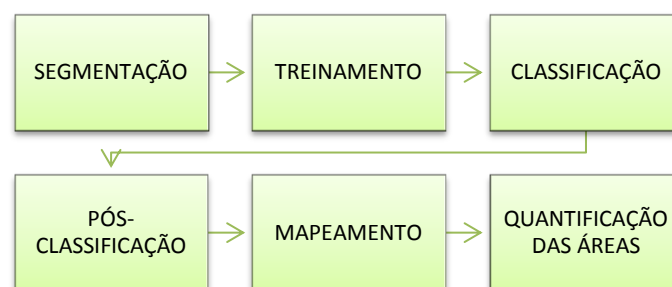 SEGMENTAÇÃO
TREINAMENTO
CLASSIFICAÇÃO
PÓS-
CLASSIFICAÇÃO
MAPEAMENTO
QUANTIFICAÇÃO
DAS ÁREAS